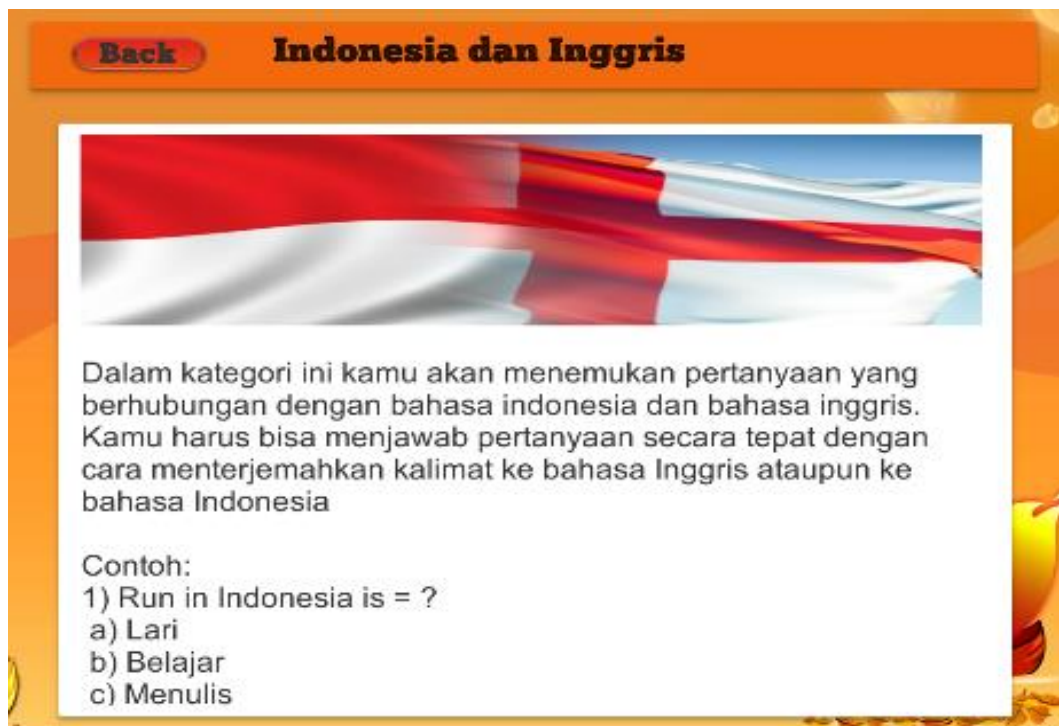 Back
Indonesia dan Inggris
Dalam kategori ini kamu akan menemukan pertanyaan yang
berhubungan dengan bahasa indonesia dan bahasa inggris.
Kamu harus bisa menjawab pertanyaan secara tepat dengan
cara menterjemahkan kalimat ke bahasa Inggris ataupun ke
bahasa Indonesia
Contoh:
1) Run in Indonesia is = ?
a) Lari
b) Belajar
c) Menulis